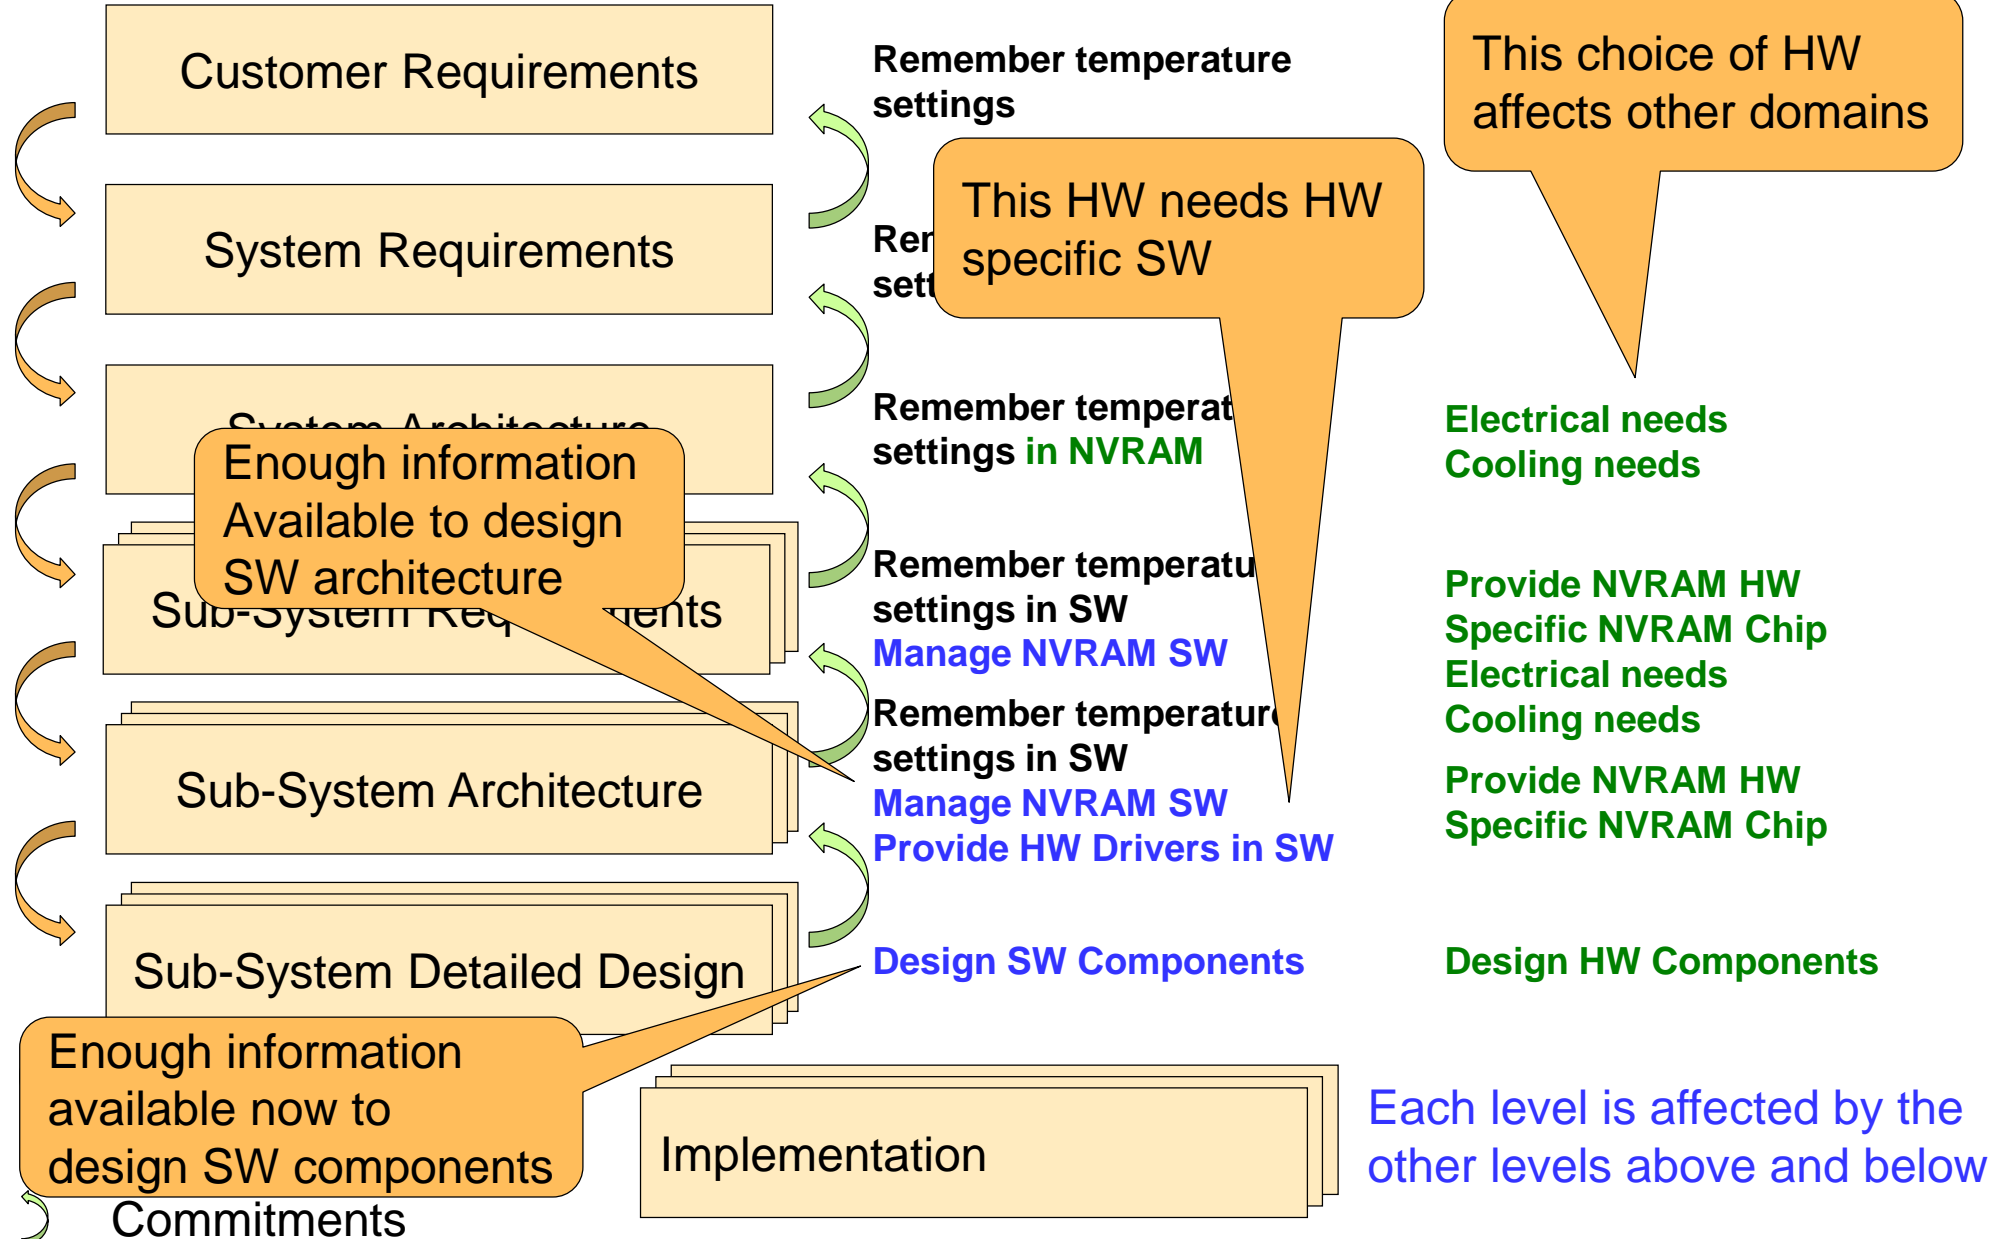 Customer Requirements
Remember temperature
settings
This choice of HW
affects other domains
System Requirements
This HW needs HW
specific SW
System Architecture
Remember
settings in NVRAM
Electrical needs
Cooling needs
Enough information
Available to design
SW architecture
Sub-System
Remember
settings in SW
Manage NVRAM SW
Provide NVRAM HW
Specific NVRAM Chip
Electrical needs
Cooling needs
Sub-System Architecture
Remember temperature
settings in SW
Manage NVRAM SW
Provide HW Drivers in SW
Provide NVRAM HW
Specific NVRAM Chip
Sub-System Detailed Design
Design SW Components
Design HW Components
Enough information
available now to
design SW components
Implementation
Each level is affected by the
other levels above and below
Commitments